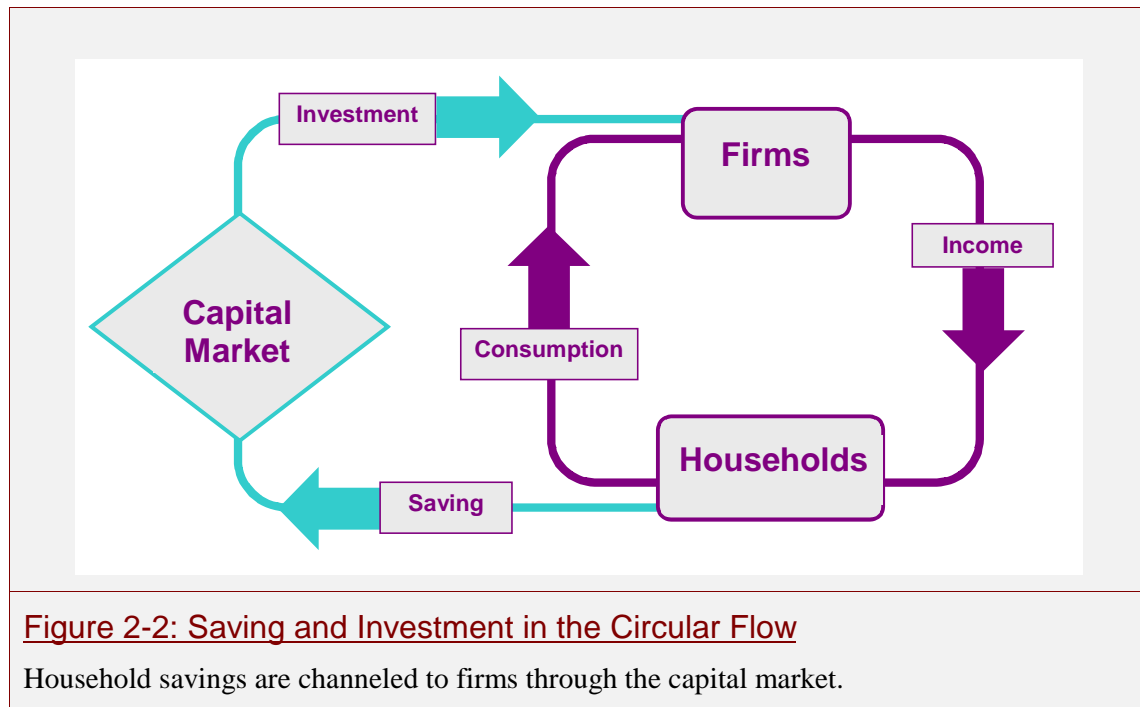 Investment
Firms
Income
Capital
Market
Consumption
Households
Saving
Figure 2-2: Saving and Investment in the Circular Flow
Household savings are channeled to firms through the capital market.